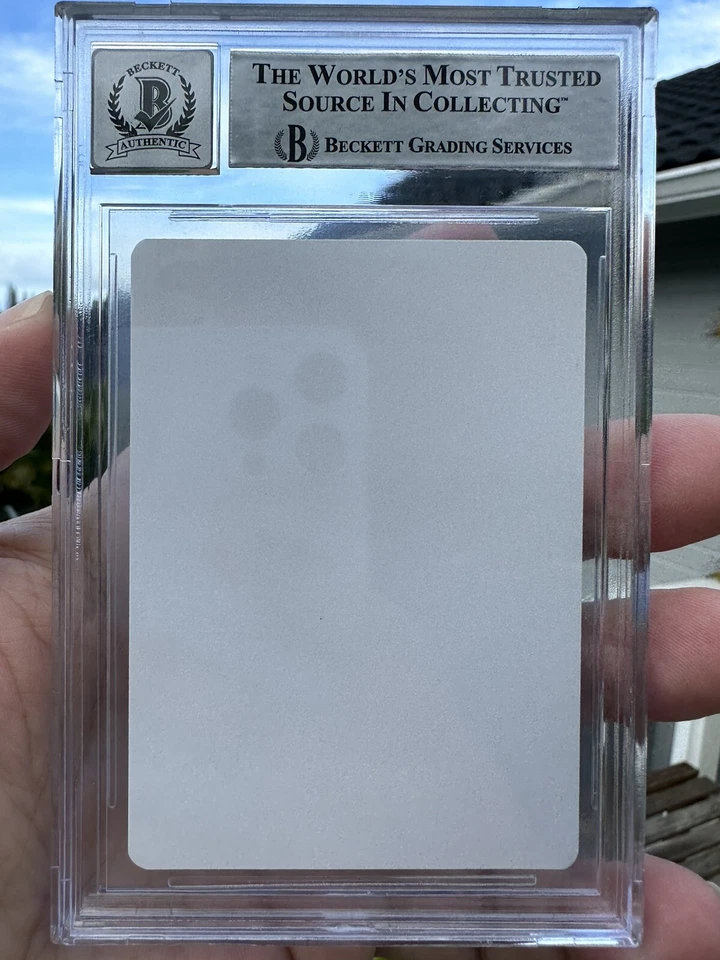 BECKETT
B
AUTHENTIC
THE WORLD'S MOST TRUSTED
SOURCE IN COLLECTING™
B BECKETT GRADING SERVICES